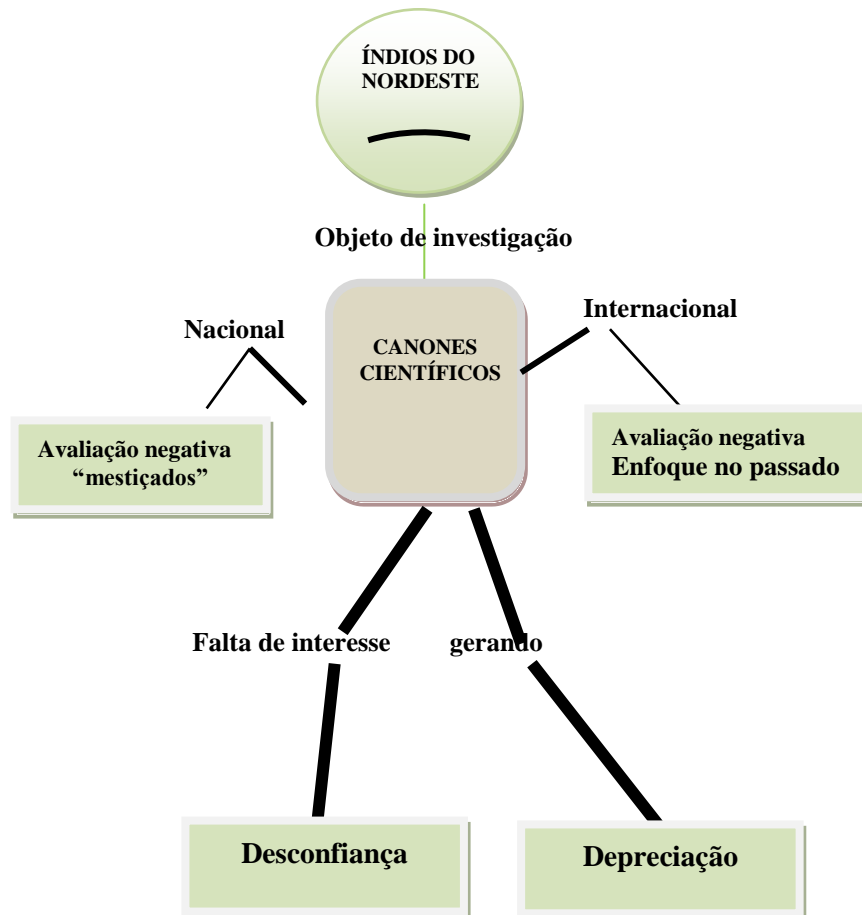 ÍNDIOS DO
NORDESTE
Objeto de investigação
Nacional
Internacional
CANONES
CIENTÍFICOS
Avaliação negativa
“mestiçados”
Avaliação negativa
Enfoque no passado
Falta de interesse
gerando
Desconfiança
Depreciação